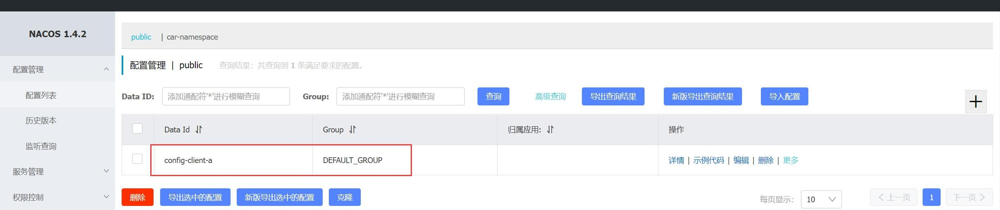 NACOS 1.4.2
public | car-namespace
配置管理 | public 查询结果：共查询到 1 条满足要求的配置。
配置管理
配置列表
历史版本
监听查询
服务管理
权限控制
Data ID: 添加通配符'*'进行模糊查询 Group: 添加通配符'*'进行模糊查询 查询 高级查询 导出查询结果 新版导出查询结果 导入配置
Data Id Group 归属应用: 操作
config-client-a DEFAULT_GROUP 详情 | 示例代码 | 编辑 | 删除 | 更多
删除 导出选中的配置 新版导出选中的配置 克隆 每页显示: 10 上一页 1 下一页